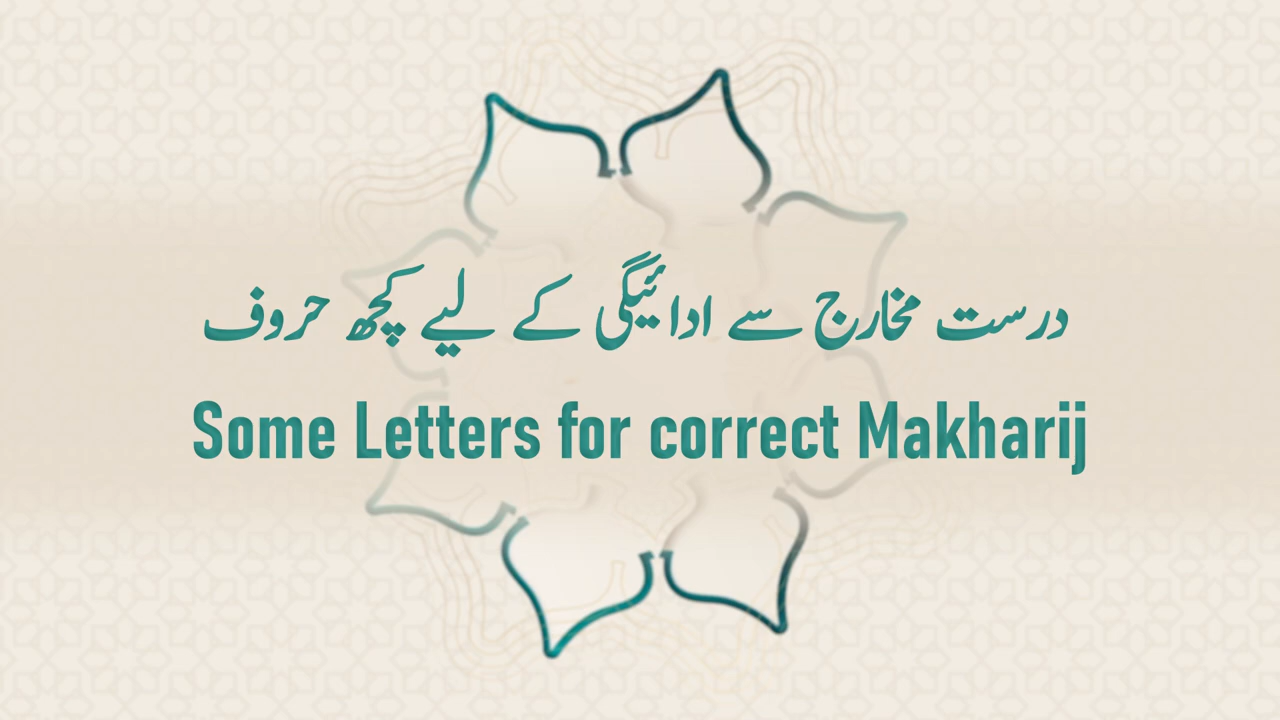 درست مخارج سے ادائیگی کے لیے کچھ حروف
Some Letters for correct Makharij